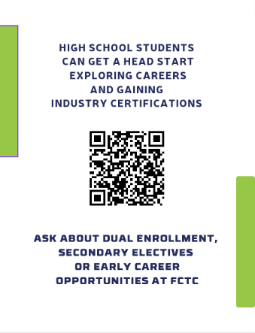 HIGH SCHOOL STUDENTS
CAN GET A HEAD START
EXPLORING CAREERS
AND GAINING
INDUSTRY CERTIFICATIONS
ASK ABOUT DUAL ENROLLMENT,
SECONDARY ELECTIVES
OR EARLY CAREER
OPPORTUNITIES AT FCTC